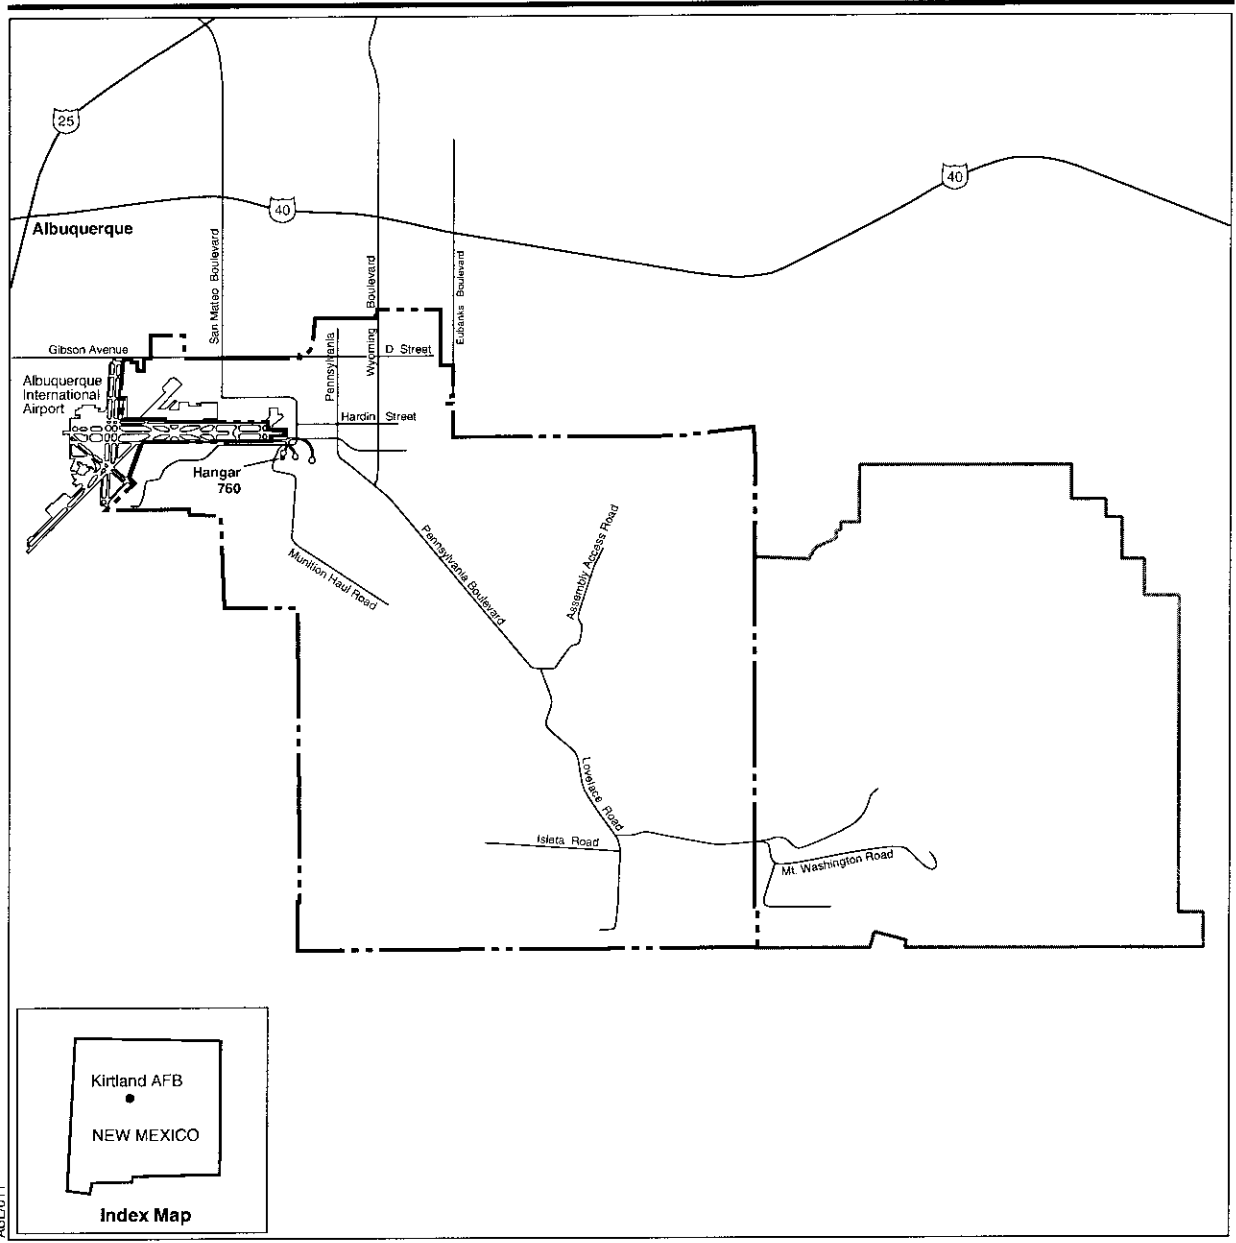 25
40
40
Albuquerque
San Mateo Boulevard
Wyoming Boulevard
Eubanks Boulevard
Gibson Avenue
Pennsylvania
D Street
Albuquerque
International
Airport
Hardin Street
Hangar
760
Pennsylvania Boulevard
Assembly Access Road
Munition Haul Road
Lovelace Road
Isleta Road
Mt. Washington Road
Kirtland AFB
NEW MEXICO
Index Map